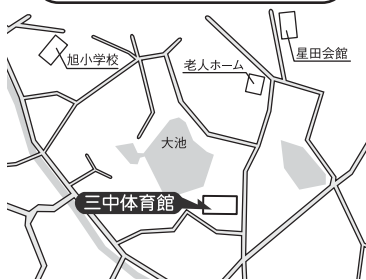 星田会館
旭小学校
老人ホーム
大池
三中体育館